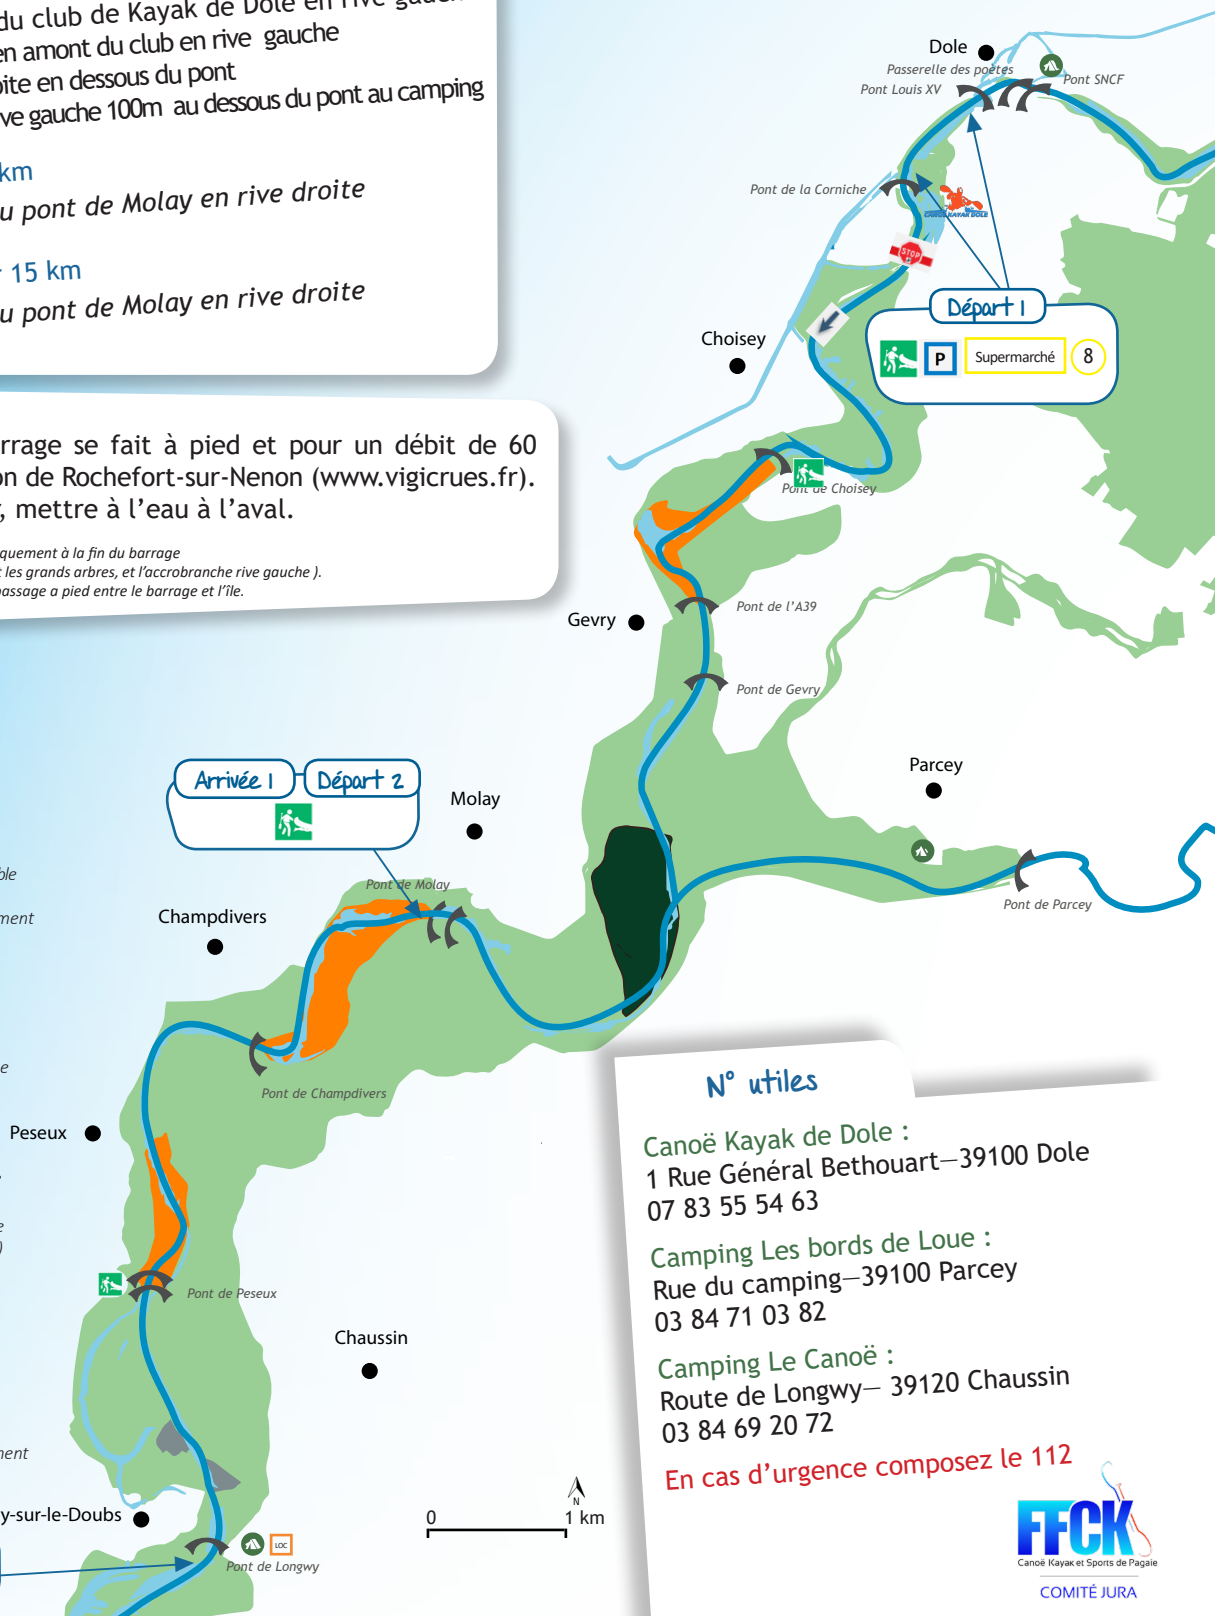 du club de Kayak de Dole en rive
en amont du club en rive gauche
oite en dessous du pont
ve gauche 100m au dessous du pont au camping
km
u pont de Molay en rive droite
15 km
u pont de Molay en rive droite
rrage se fait à pied et pour un débit de 60
on de Rochefort-sur-Nenon (www.vigicrues.fr).
, mettre à l'eau à l'aval.
quement à la fin du barrage
t les grands arbres, et l'accrobranche rive gauche ).
passage a pied entre le barrage et l'île.
Dole
Passerelle des poètes
Pont SNCF
Pont Louis XV
Pont de la Corniche
CANOE KAYAK DOLE
STOP
Départ 1
P
Supermarché
8
Choisey
Pont de Choisey
Gevry
Pont de l'A39
Pont de Gevry
Arrivée 1
Départ 2
Molay
Parcey
Pont de Molay
Pont de Parcey
Champdivers
Pont de Champdivers
ble
ment
e
Peseux
e
)
Pont de Peseux
Chaussin
ment
y-sur-le-Doubs
LOC
Pont de Longwy
N
0
1 km
N° utiles
Canoë Kayak de Dole :
1 Rue Général Bethouart—39100 Dole
07 83 55 54 63
Camping Les bords de Loue :
Rue du camping—39100 Parcey
03 84 71 03 82
Camping Le Canoë :
Route de Longwy— 39120 Chaussin
03 84 69 20 72
En cas d'urgence composez le 112
FFCK
Canoë Kayak et Sports de Pagaie
COMITÉ JURA